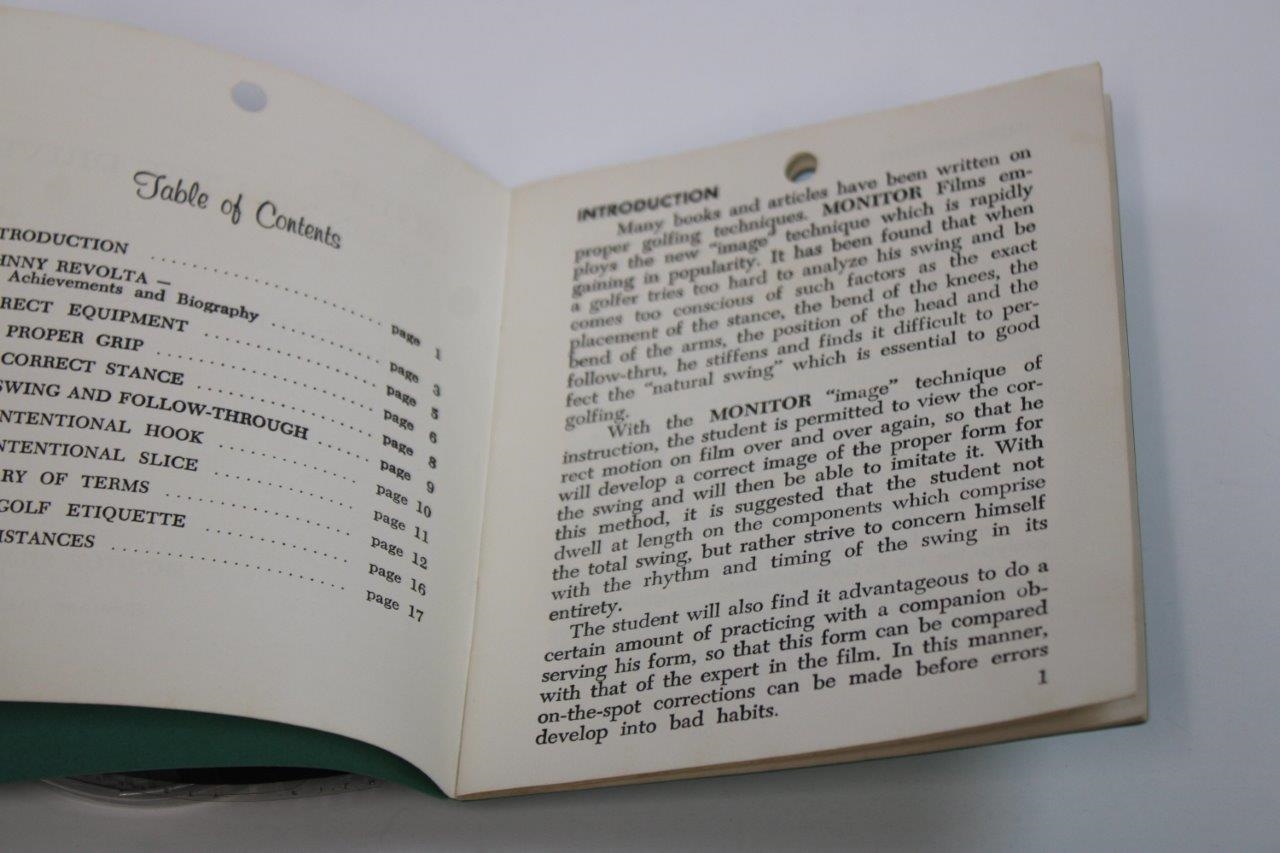 Table of Contents
TRODUCTION ........ page 1
HNNY REVOLTA —
Achievements and Biography ........ page 3
RECT EQUIPMENT ........ page 5
PROPER GRIP ........ page 6
CORRECT STANCE ........ page 8
SWING AND FOLLOW-THROUGH ........ page 9
NTENTIONAL HOOK ........ page 10
NTENTIONAL SLICE ........ page 11
RY OF TERMS ........ page 12
GOLF ETIQUETTE ........ page 16
ISTANCES ........ page 17
INTRODUCTION
Many books and articles have been written on
proper golfing techniques. MONITOR Films em-
ploys the new "image" technique which is rapidly
gaining in popularity. It has been found that when
a golfer tries too hard to analyze his swing and be
comes too conscious of such factors as the exact
placement of the stance, the bend of the knees, the
bend of the arms, the position of the head and the
follow-thru, he stiffens and finds it difficult to per-
fect the "natural swing" which is essential to good
golfing.
With the MONITOR "image" technique of
instruction, the student is permitted to view the cor-
rect motion on film over and over again, so that he
will develop a correct image of the proper form for
the swing and will then be able to imitate it. With
this method, it is suggested that the student not
dwell at length on the components which comprise
the total swing, but rather strive to concern himself
with the rhythm and timing of the swing in its
entirety.
The student will also find it advantageous to do a
certain amount of practicing with a companion ob-
serving his form, so that this form can be compared
with that of the expert in the film. In this manner,
on-the-spot corrections can be made before errors
develop into bad habits.
1